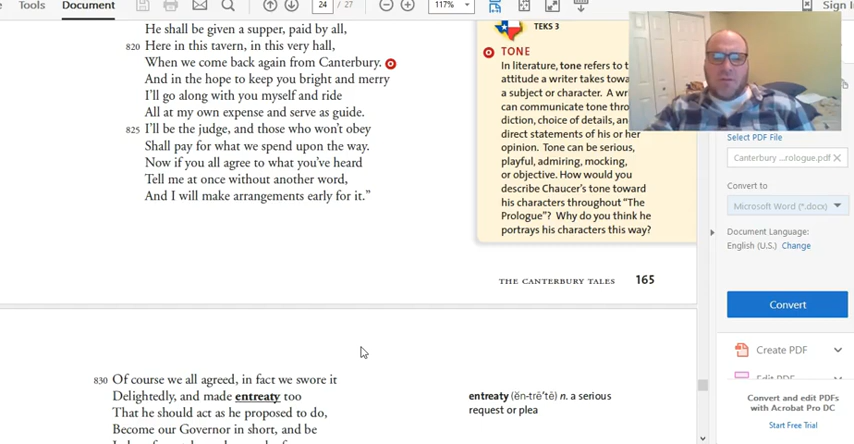 Tools Document 24 / 27 117% Sign I
He shall be given a supper, paid by all,
820 Here in this tavern, in this very hall,
When we come back again from Canterbury.
And in the hope to keep you bright and merry
I'll go along with you myself and ride
All at my own expense and serve as guide.
825 I'll be the judge, and those who won't obey
Shall pay for what we spend upon the way.
Now if you all agree to what you've heard
Tell me at once without another word,
And I will make arrangements early for it."
TEKS 3
TONE
In literature, tone refers to
attitude a writer takes
a subject or character. A
can communicate tone
diction, choice of details,
direct statements of his or her
opinion. Tone can be serious,
playful, admiring, mocking,
or objective. How would you
describe Chaucer's tone toward
his characters throughout "The
Prologue"? Why do you think he
portrays his characters this way?
THE CANTERBURY TALES 165
830 Of course we all agreed, in fact we swore it
Delightedly, and made entreaty too
That he should act as he proposed to do,
Become our Governor in short, and be
entreaty (ĕn-trē′tē) n. a serious
request or plea
Select PDF File
Canterbury ...rologue.pdf
Convert to
Microsoft Word (*.docx)
Document Language:
English (U.S.) Change
Convert
Create PDF
Edit PDF
Convert and edit PDFs
with Acrobat Pro DC
Start Free Trial